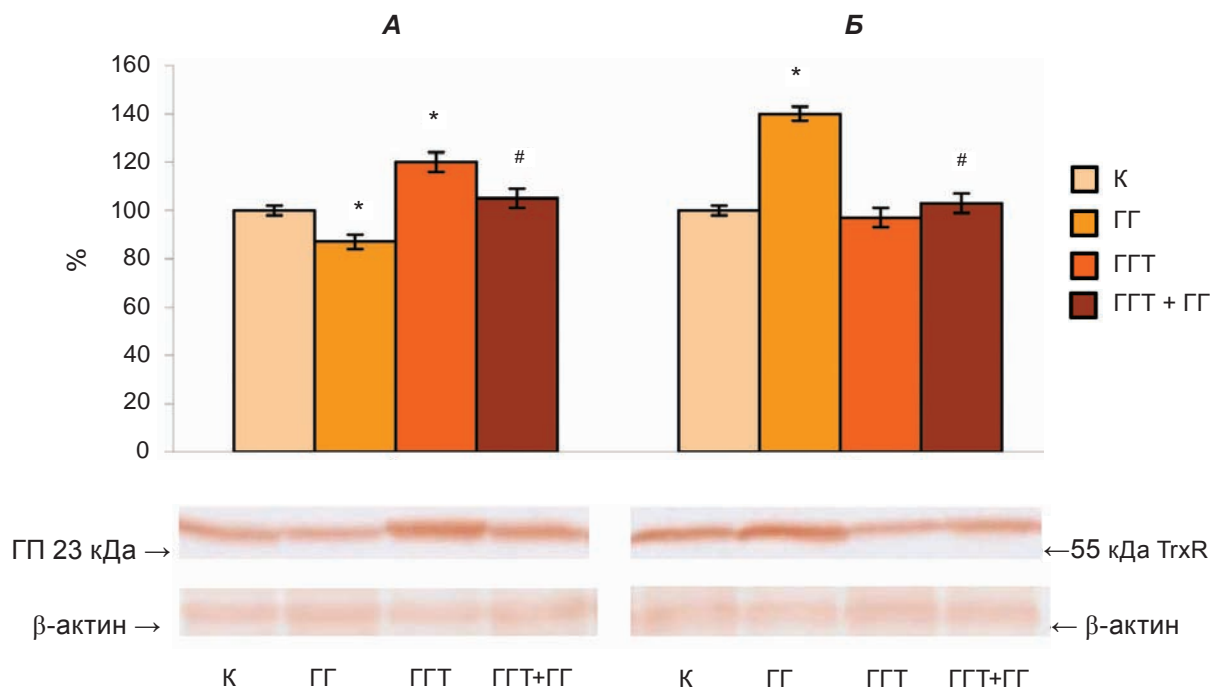 А Б
160
140
120
100
80
60
40
20
0
%
* * # * #
К
ГГ
ГГТ
ГГТ + ГГ
ГП 23 кДа → ←55 кДа TrxR
β-актин → ← β-актин
К ГГ ГГТ ГГТ+ГГ К ГГ ГГТ ГГТ+ГГ